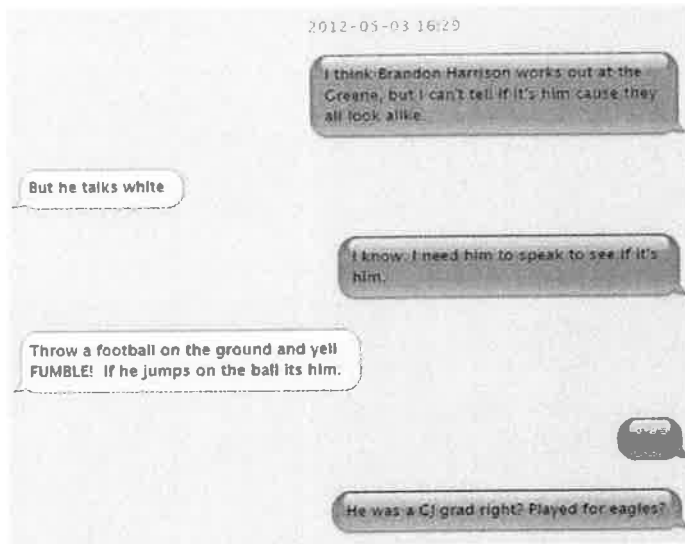 2012-05-03 16:29
I think Brandon Harrison works out at the
Greene, but I can't tell if it's him cause they
all look alike.
But he talks white
I know. I need him to speak to see if it's
him.
Throw a football on the ground and yell
FUMBLE! If he jumps on the ball its him.
He was a CJ grad right? Played for eagles?